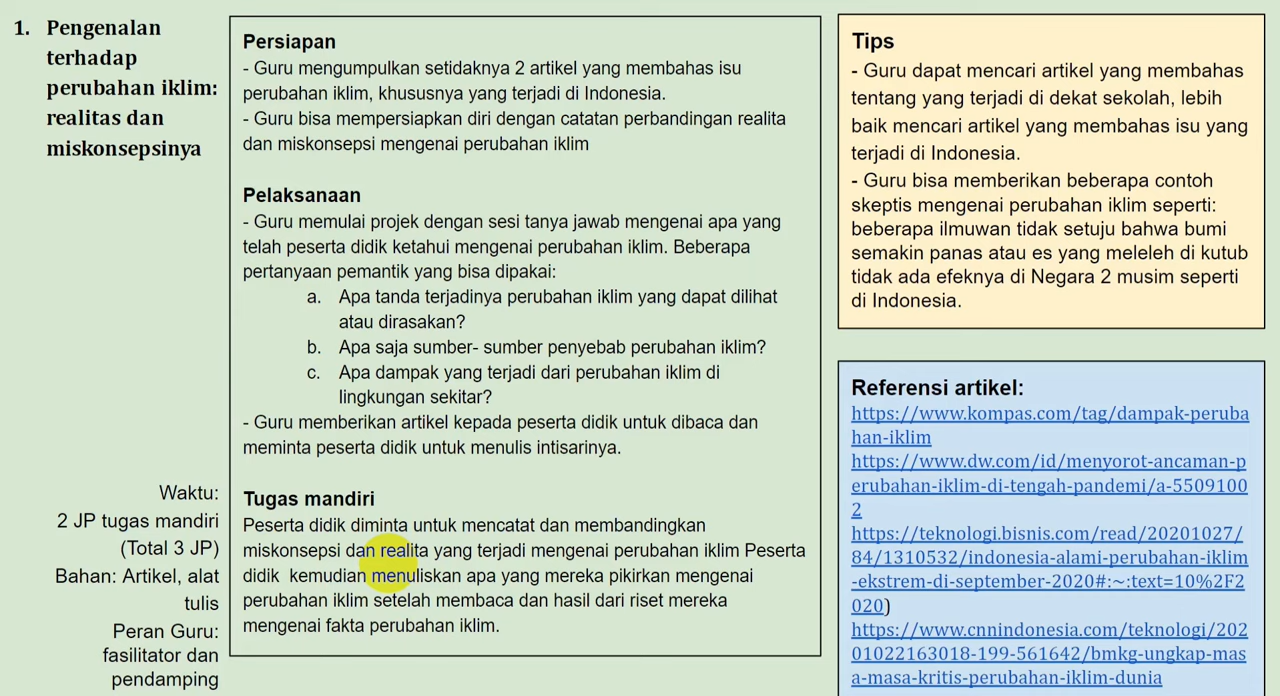 1. Pengenalan
terhadap
perubahan iklim:
realitas dan
miskonsepsinya
Waktu:
2 JP tugas mandiri
(Total 3 JP)
Bahan: Artikel, alat
tulis
Peran Guru:
fasilitator dan
pendamping
Persiapan
- Guru mengumpulkan setidaknya 2 artikel yang membahas isu
perubahan iklim, khususnya yang terjadi di Indonesia.
- Guru bisa mempersiapkan diri dengan catatan perbandingan realita
dan miskonsepsi mengenai perubahan iklim
Pelaksanaan
- Guru memulai projek dengan sesi tanya jawab mengenai apa yang
telah peserta didik ketahui mengenai perubahan iklim. Beberapa
pertanyaan pemantik yang bisa dipakai:
a. Apa tanda terjadinya perubahan iklim yang dapat dilihat
atau dirasakan?
b. Apa saja sumber- sumber penyebab perubahan iklim?
c. Apa dampak yang terjadi dari perubahan iklim di
lingkungan sekitar?
- Guru memberikan artikel kepada peserta didik untuk dibaca dan
meminta peserta didik untuk menulis intisarinya.
Tugas mandiri
Peserta didik diminta untuk mencatat dan membandingkan
miskonsepsi dan realita yang terjadi mengenai perubahan iklim Peserta
didik kemudian menuliskan apa yang mereka pikirkan mengenai
perubahan iklim setelah membaca dan hasil dari riset mereka
mengenai fakta perubahan iklim.
Tips
- Guru dapat mencari artikel yang membahas
tentang yang terjadi di dekat sekolah, lebih
baik mencari artikel yang membahas isu yang
terjadi di Indonesia.
- Guru bisa memberikan beberapa contoh
skeptis mengenai perubahan iklim seperti:
beberapa ilmuwan tidak setuju bahwa bumi
semakin panas atau es yang meleleh di kutub
tidak ada efeknya di Negara 2 musim seperti
di Indonesia.
Referensi artikel:
https://www.kompas.com/tag/dampak-peruba
han-iklim
https://www.dw.com/id/menyorot-ancaman-p
erubahan-iklim-di-tengah-pandemi/a-5509100
2
https://teknologi.bisnis.com/read/20201027/
84/1310532/indonesia-alami-perubahan-iklim
-ekstrem-di-september-2020#:~:text=10%2F2
020)
https://www.cnnindonesia.com/teknologi/202
01022163018-199-561642/bmkg-ungkap-mas
a-masa-kritis-perubahan-iklim-dunia